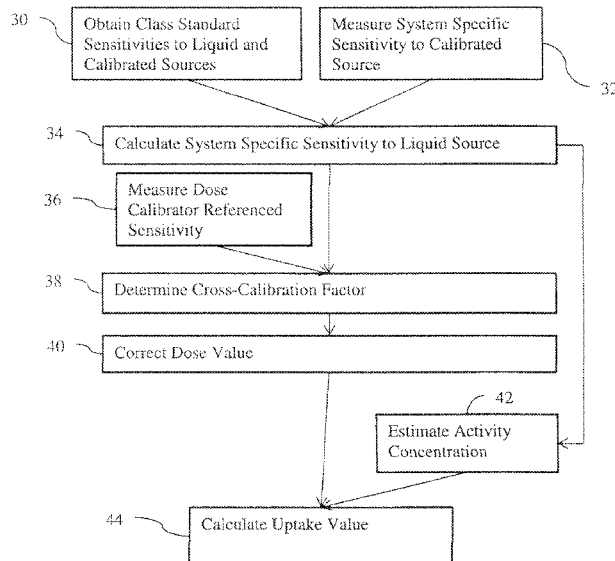 30
Obtain Class Standard
Sensitivities to Liquid and
Calibrated Sources
Measure System Specific
Sensitivity to Calibrated
Source
32
34
Calculate System Specific Sensitivity to Liquid Source
36
Measure Dose
Calibrator Referenced
Sensitivity
38
Determine Cross-Calibration Factor
40
Correct Dose Value
42
Estimate Activity
Concentration
44
Calculate Uptake Value